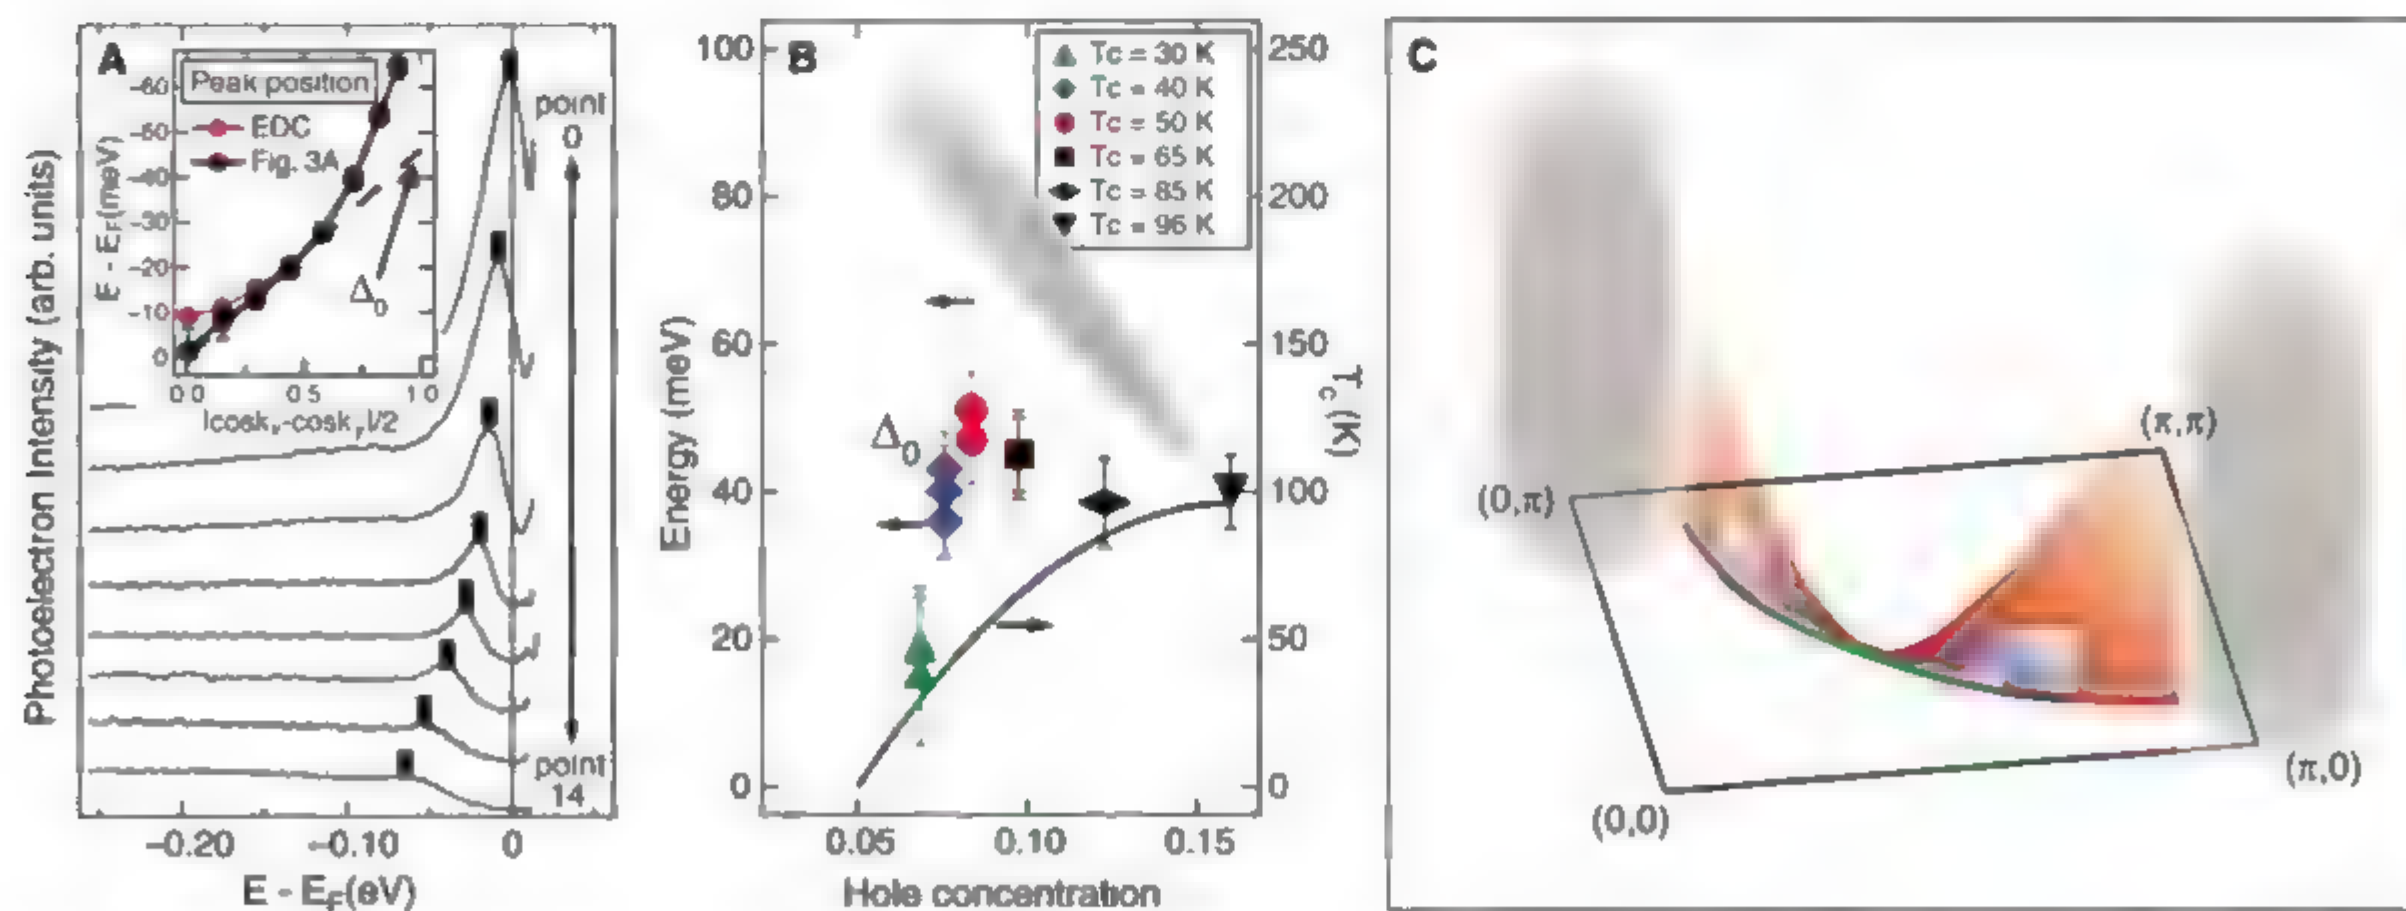 A
Peak position
EDC
Fig. 3A
-60
-50
-40
-30
-20
-10
0
E - E_F(meV)
Δ₀
0.0
0.5
1.0
|cosk_x-cosk_y|/2
point
0
point
14
Photoelectron Intensity (arb. units)
-0.20
-0.10
0
E - E_F(eV)
B
Tc = 30 K
Tc = 40 K
Tc = 50 K
Tc = 65 K
Tc = 85 K
Tc = 96 K
100
80
60
40
20
0
Energy (meV)
Δ₀
250
200
150
100
50
0
T_c (K)
0.05
0.10
0.15
Hole concentration
C
(π,π)
(0,π)
(π,0)
(0,0)